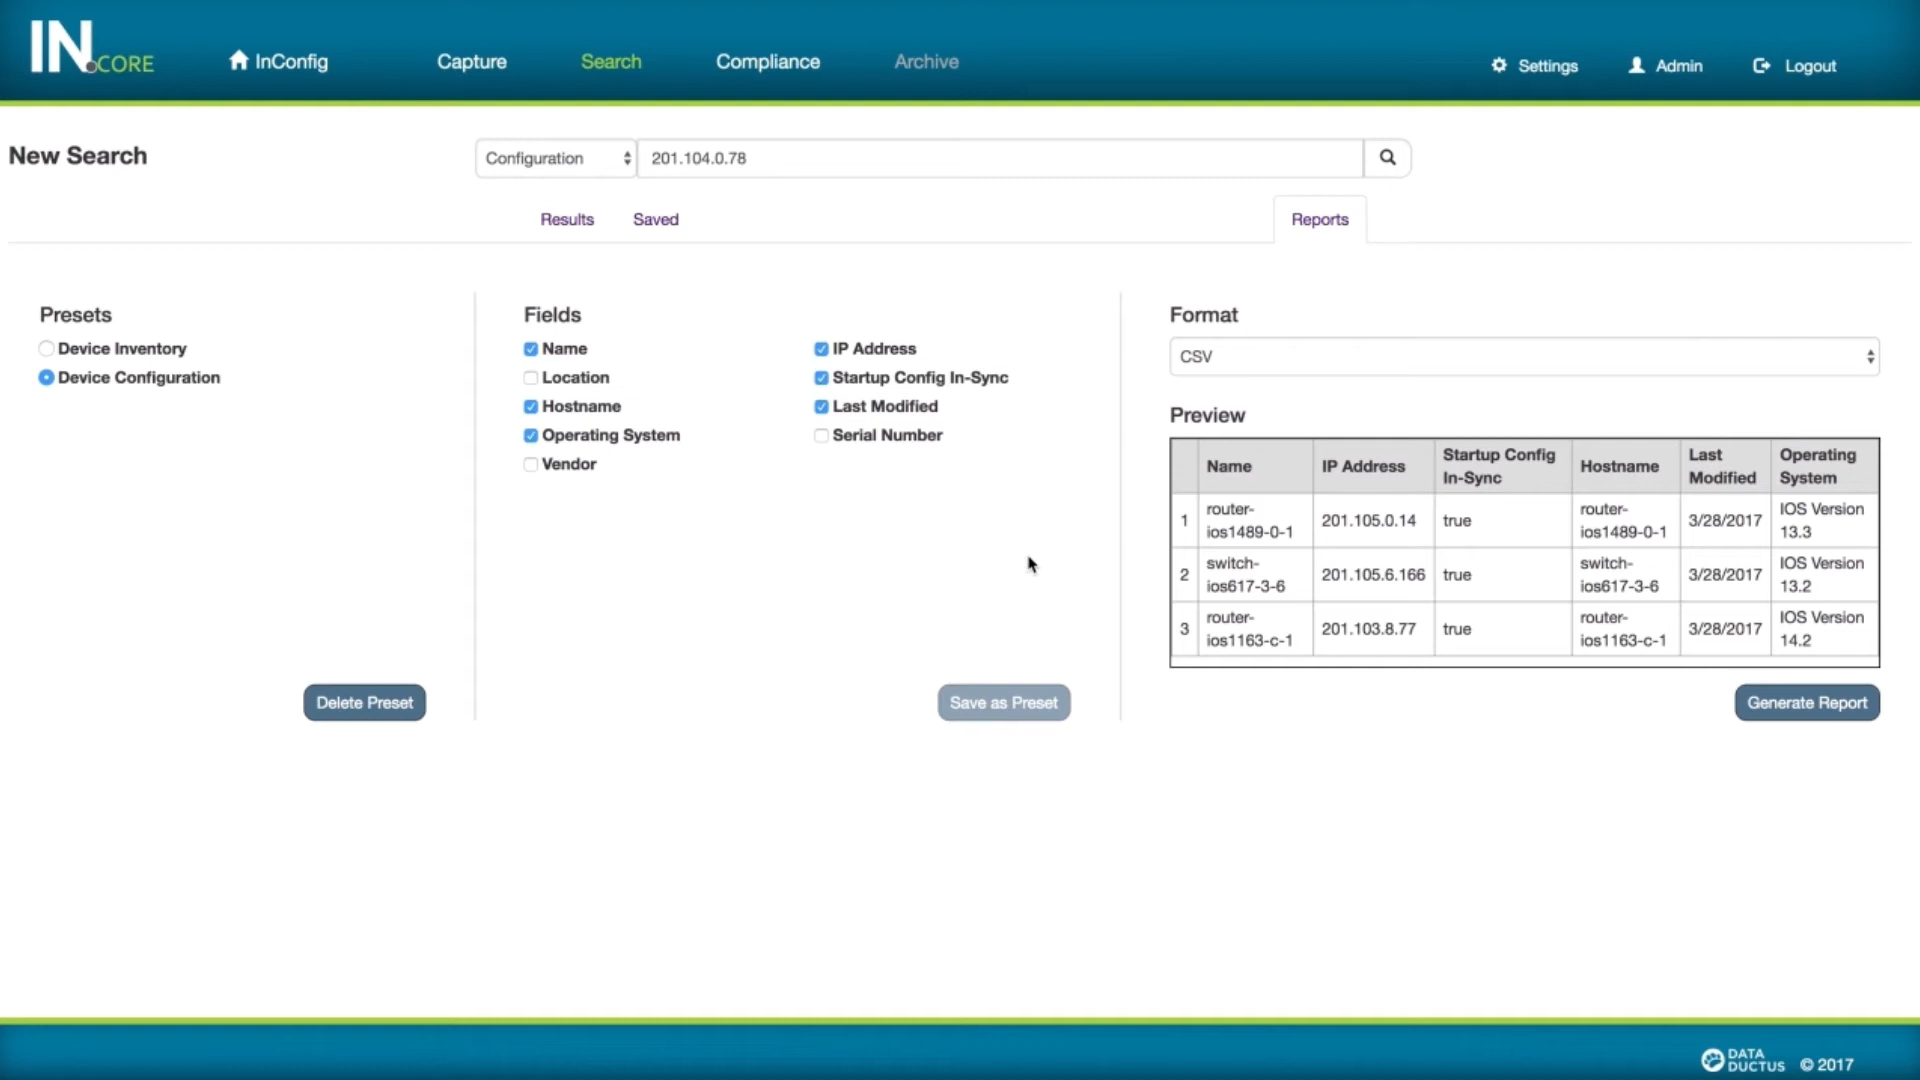 IN.CORE
InConfig
Capture
Search
Compliance
Archive
Settings
Admin
Logout
New Search
Configuration
201.104.0.78
Results
Saved
Reports
Presets
Device Inventory
Device Configuration
Delete Preset
Fields
Name
Location
Hostname
Operating System
Vendor
IP Address
Startup Config In-Sync
Last Modified
Serial Number
Save as Preset
Format
CSV
Preview
Name
IP Address
Startup Config
In-Sync
Hostname
Last
Modified
Operating
System
1
router-
ios1489-0-1
201.105.0.14
true
router-
ios1489-0-1
3/28/2017
IOS Version
13.3
2
switch-
ios617-3-6
201.105.6.166
true
switch-
ios617-3-6
3/28/2017
IOS Version
13.2
3
router-
ios1163-c-1
201.103.8.77
true
router-
ios1163-c-1
3/28/2017
IOS Version
14.2
Generate Report
DATA
DUCTUS
© 2017